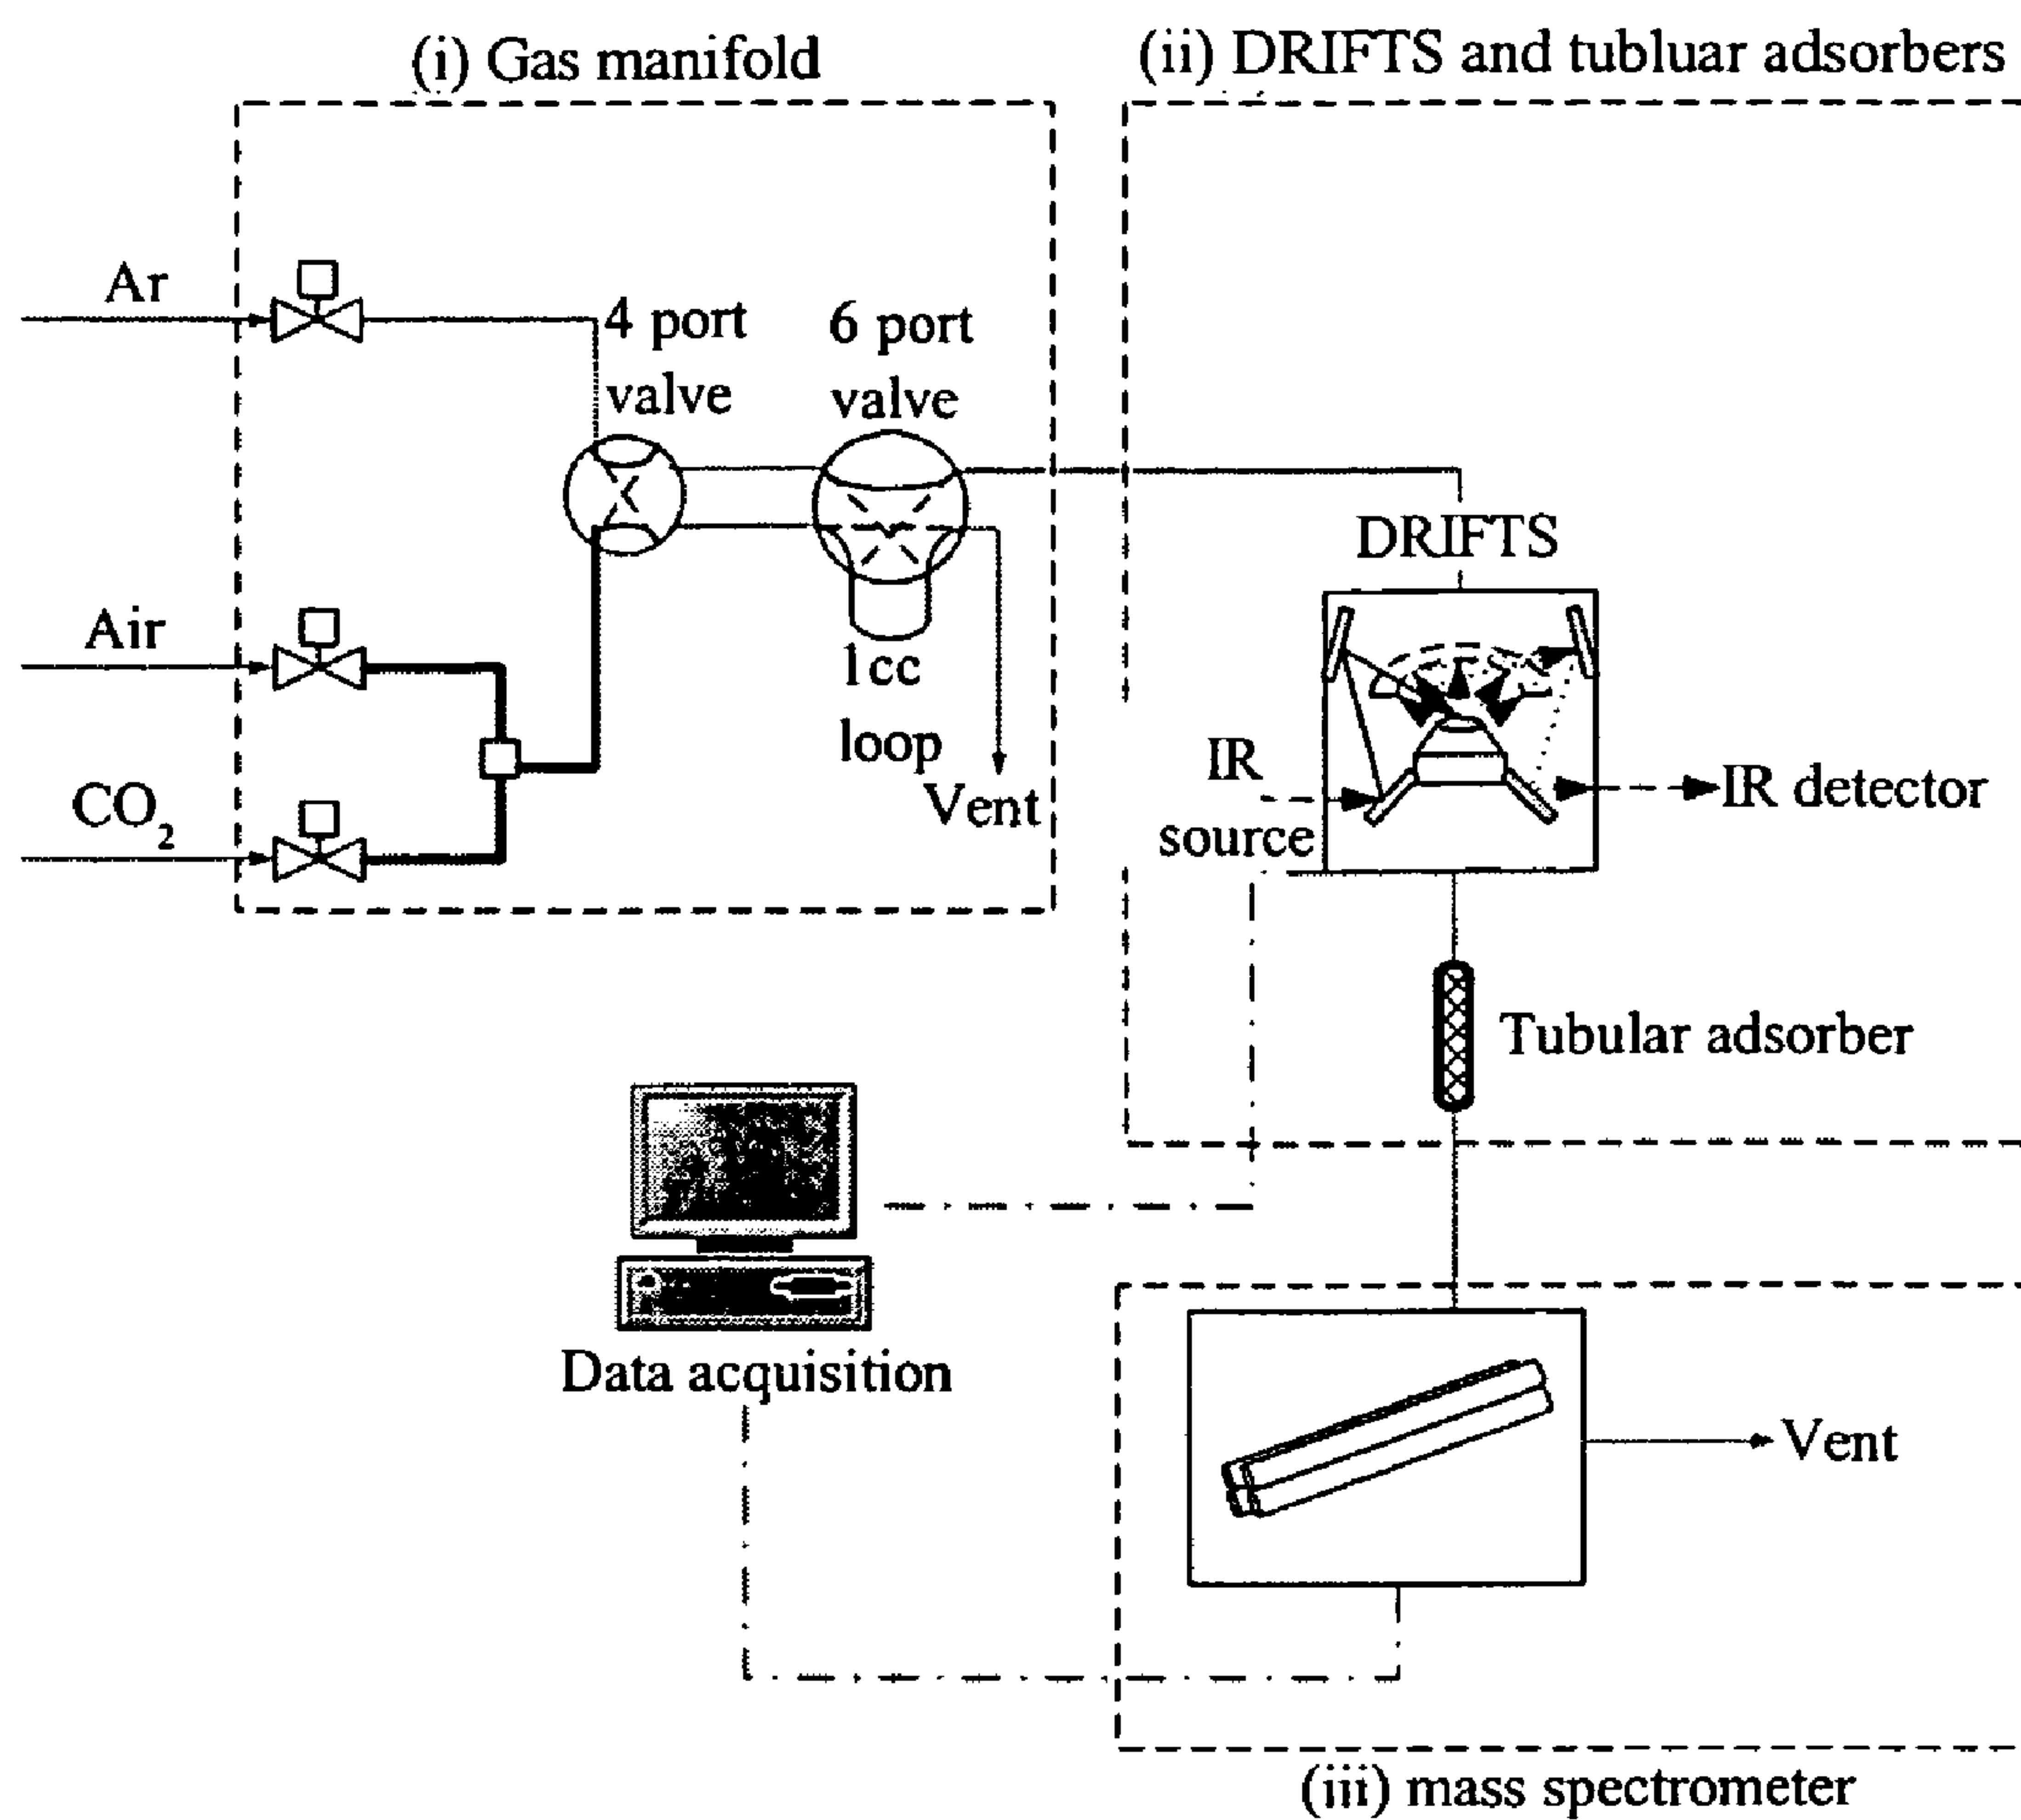 (i) Gas manifold
(ii) DRIFTS and tubluar adsorbers
Ar
4 port
valve
6 port
valve
Air
1cc
loop
Vent
CO₂
DRIFTS
IR
source
IR detector
Tubular adsorber
Data acquisition
Vent
(iii) mass spectrometer